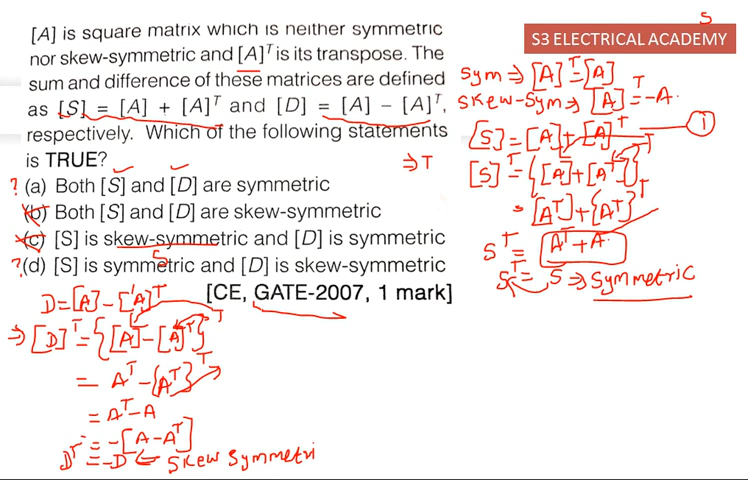 [A] is square matrix which is neither symmetric
nor skew-symmetric and [A]ᵀ is its transpose. The
sum and difference of these matrices are defined
as [S] = [A] + [A]ᵀ and [D] = [A] − [A]ᵀ,
respectively. Which of the following statements
is TRUE?
⇒ T
? (a) Both [S] and [D] are symmetric
(b) Both [S] and [D] are skew-symmetric
(c) [S] is skew-symmetric and [D] is symmetric
? (d) [S] is symmetric and [D] is skew-symmetric
S
[CE, GATE-2007, 1 mark]
D = [A] − [A]ᵀ
⇒ [D]ᵀ = {[A] − [A]ᵀ}ᵀ
= Aᵀ − {Aᵀ}ᵀ
= Aᵀ − A
= −[A − Aᵀ]
Dᵀ = −D ← Skew Symmetri
S
S3 ELECTRICAL ACADEMY
Sym ⇒ [A]ᵀ = [A]
Skew-Sym ⇒ [A]ᵀ = −A.
[S] = [A] + [A]ᵀ — 1
[S]ᵀ = {[A] + [Aᵀ]}ᵀ
= [Aᵀ] + {Aᵀ}ᵀ
Sᵀ = Aᵀ + A
Sᵀ = S ⇒ Symmetric